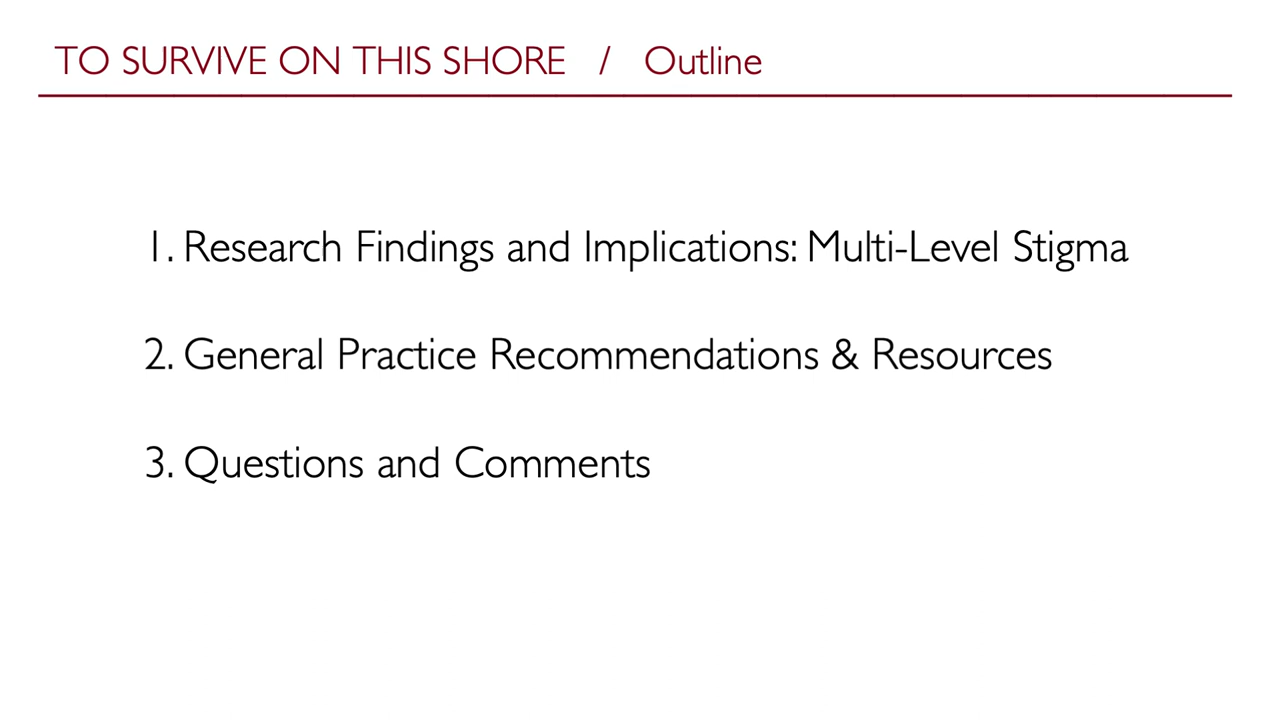 TO SURVIVE ON THIS SHORE / Outline
1. Research Findings and Implications: Multi-Level Stigma
2. General Practice Recommendations & Resources
3. Questions and Comments